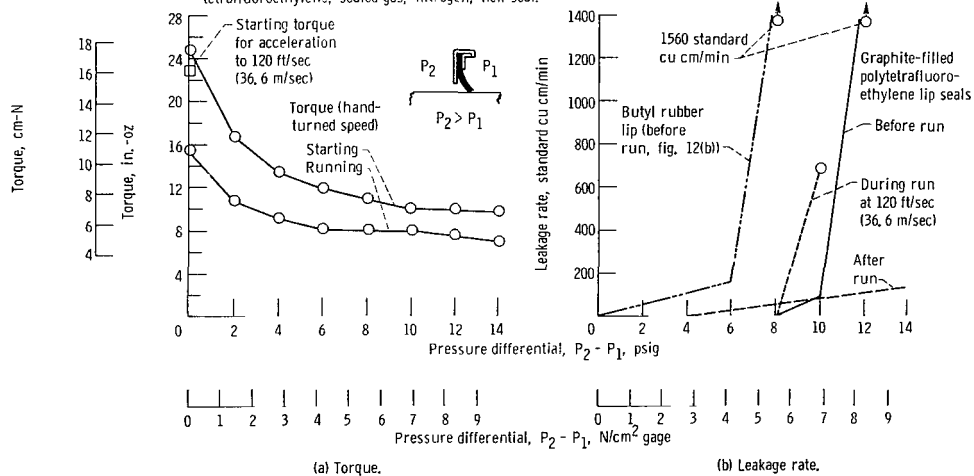 28
24
20
16
12
8
4
0
18
16
14
12
10
8
6
4
Torque, cm-N
Torque, in.-oz
Starting torque
for acceleration
to 120 ft/sec
(36.6 m/sec)
P2
P1
P2 > P1
Torque (hand-
turned speed)
Starting
Running
0 2 4 6 8 10 12 14
1400
1200
1000
800
600
400
200
Leakage rate, standard cu cm/min
1560 standard
cu cm/min
Butyl rubber
lip (before
run, fig. 12(b))
Graphite-filled
polytetrafluoro-
ethylene lip seals
Before run
During run
at 120 ft/sec
(36.6 m/sec)
After
run
0 2 4 6 8 10 12 14
Pressure differential, P2 - P1, psig
0 1 2 3 4 5 6 7 8 9
0 1 2 3 4 5 6 7 8 9
Pressure differential, P2 - P1, N/cm2 gage
(a) Torque.
(b) Leakage rate.